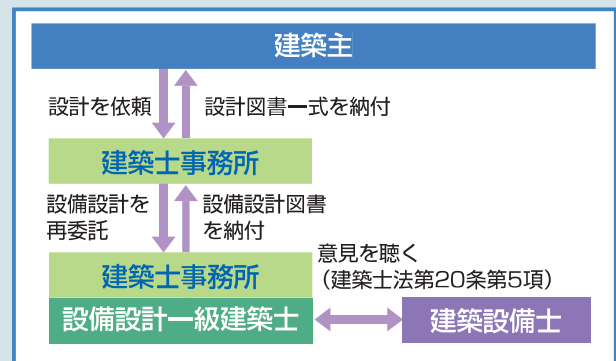 建築主
設計を依頼
設計図書一式を納付
建築士事務所
設備設計を
再委託
設備設計図書
を納付
建築士事務所
意見を聴く
（建築士法第20条第5項）
設備設計一級建築士
建築設備士